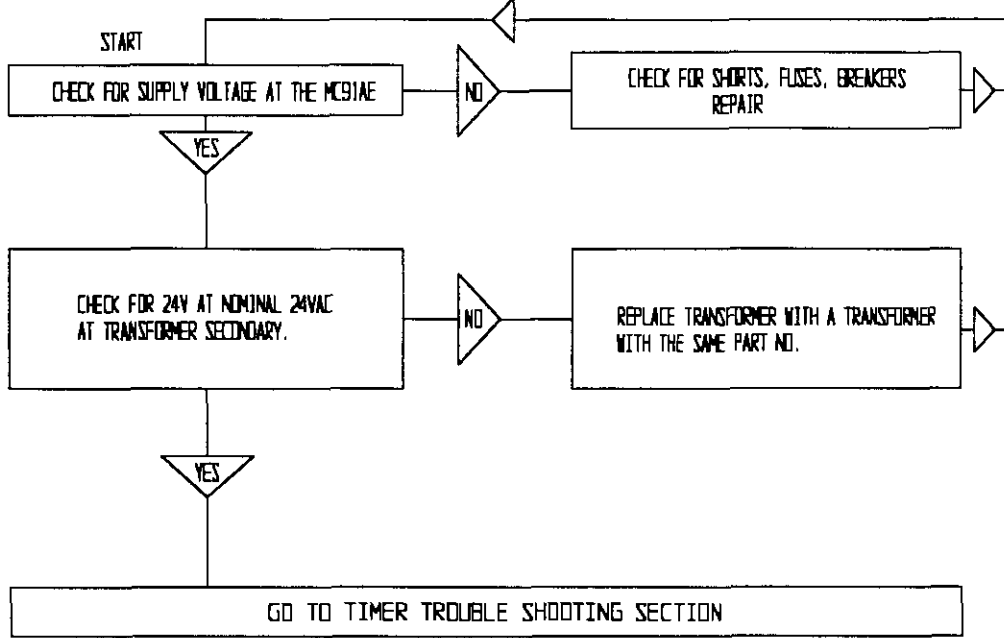 START
CHECK FOR SUPPLY VOLTAGE AT THE MC91AE
NO
CHECK FOR SHORTS, FUSES, BREAKERS
REPAIR
YES
CHECK FOR 24V AT NOMINAL 24VAC
AT TRANSFORMER SECONDARY.
NO
REPLACE TRANSFORMER WITH A TRANSFORMER
WITH THE SAME PART NO.
YES
GO TO TIMER TROUBLE SHOOTING SECTION